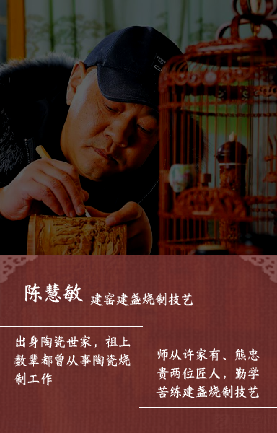 陈慧敏 建窑建盏烧制技艺
出身陶瓷世家，祖上
数辈都曾从事陶瓷烧
制工作
师从许家有、熊忠
贵两位匠人，勤学
苦练建盏烧制技艺